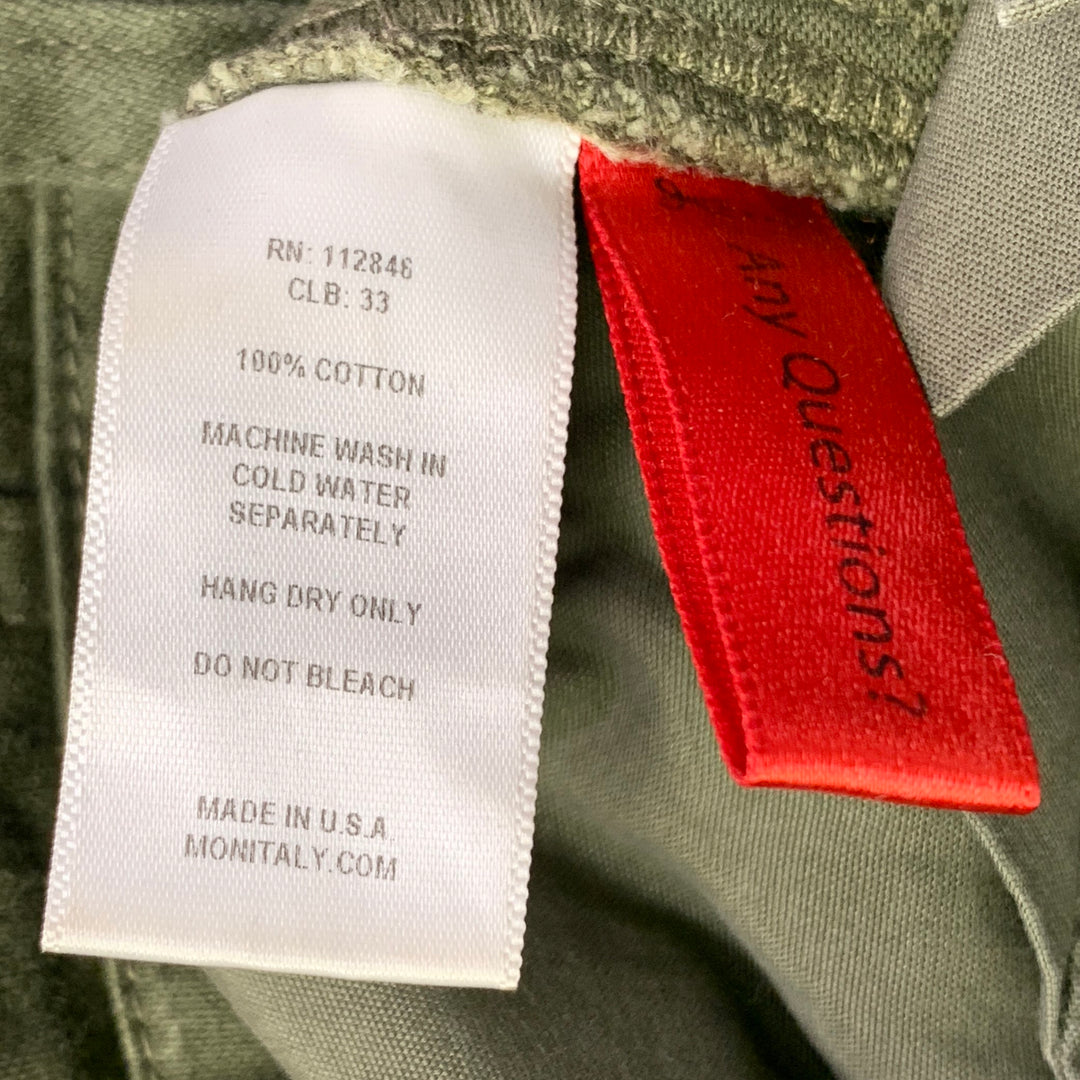 RN: 112846
CLB: 33
100% COTTON
MACHINE WASH IN
COLD WATER
SEPARATELY
HANG DRY ONLY
DO NOT BLEACH
MADE IN U.S.A.
MONITALY.COM
Any Questions?